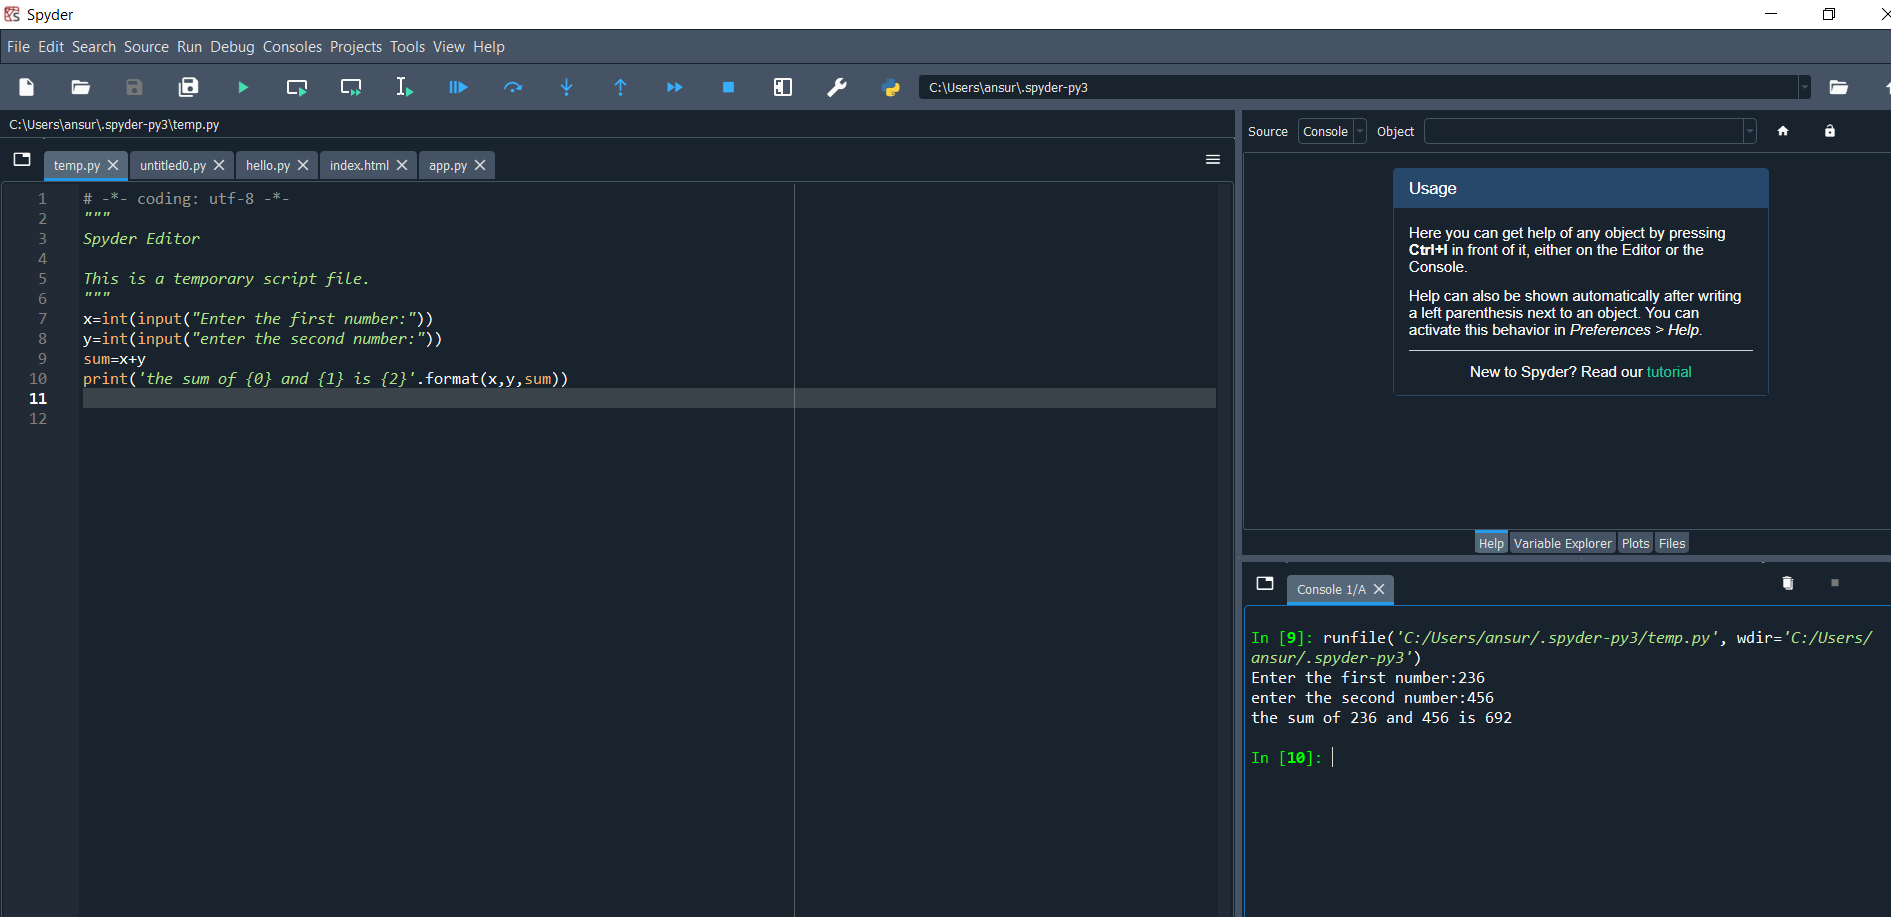 Spyder
File Edit Search Source Run Debug Consoles Projects Tools View Help
C:\Users\ansur\.spyder-py3
C:\Users\ansur\.spyder-py3\temp.py
temp.py untitled0.py hello.py index.html app.py
1 # -*- coding: utf-8 -*-
2 """
3 Spyder Editor
4
5 This is a temporary script file.
6 """
7 x=int(input("Enter the first number:"))
8 y=int(input("enter the second number:"))
9 sum=x+y
10 print('the sum of {0} and {1} is {2}'.format(x,y,sum))
11
12
Source Console Object
Usage
Here you can get help of any object by pressing
Ctrl+I in front of it, either on the Editor or the
Console.
Help can also be shown automatically after writing
a left parenthesis next to an object. You can
activate this behavior in Preferences > Help.
New to Spyder? Read our tutorial
Help Variable Explorer Plots Files
Console 1/A
In [9]: runfile('C:/Users/ansur/.spyder-py3/temp.py', wdir='C:/Users/
ansur/.spyder-py3')
Enter the first number:236
enter the second number:456
the sum of 236 and 456 is 692
In [10]: